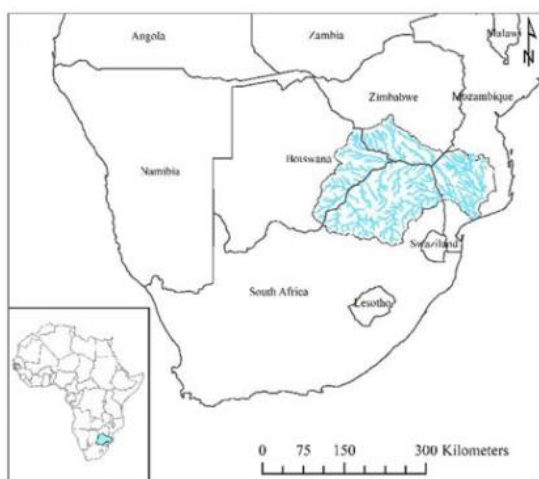 Angola
Zambia
Malawi
Zimbabwe
Mozambique
Namibia
Botswana
Swaziland
South Africa
Lesotho
0 75 150 300 Kilometers
N